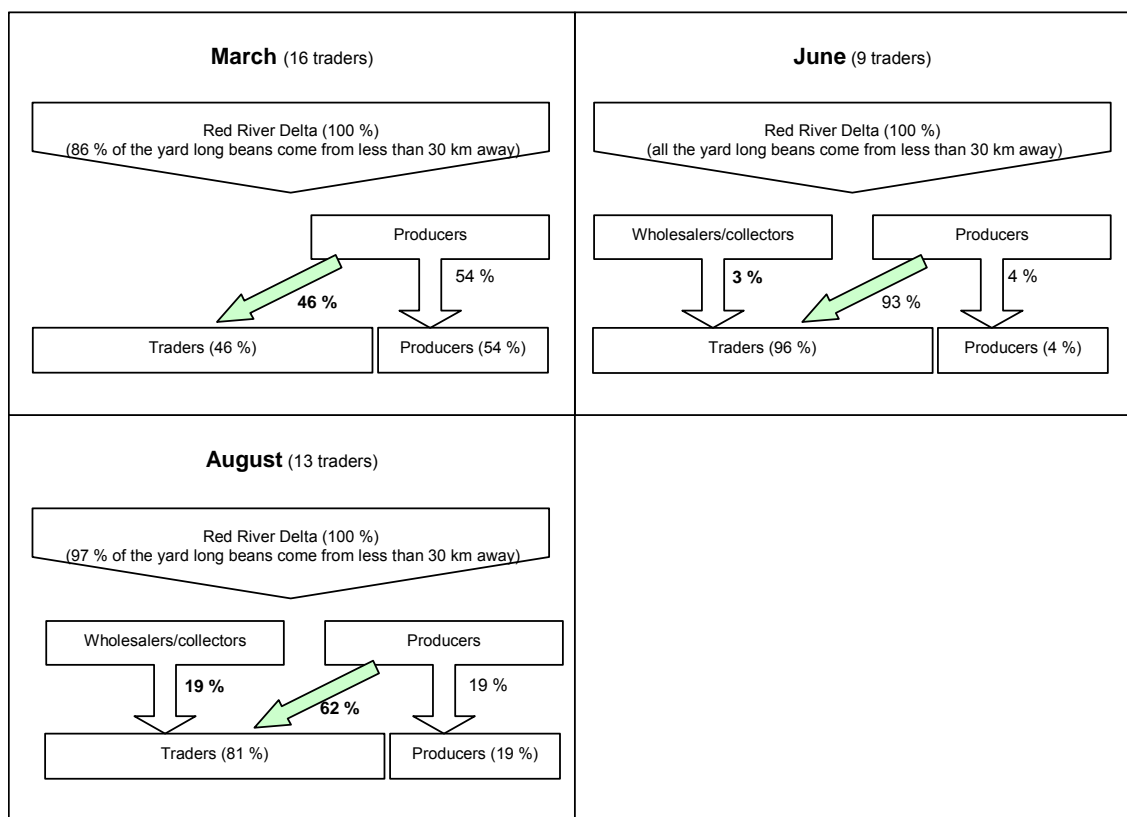 March (16 traders)
Red River Delta (100 %)
(86 % of the yard long beans come from less than 30 km away)
Producers
54 %
46 %
Traders (46 %)
Producers (54 %)
June (9 traders)
Red River Delta (100 %)
(all the yard long beans come from less than 30 km away)
Wholesalers/collectors
Producers
3 %
4 %
93 %
Traders (96 %)
Producers (4 %)
August (13 traders)
Red River Delta (100 %)
(97 % of the yard long beans come from less than 30 km away)
Wholesalers/collectors
Producers
19 %
19 %
62 %
Traders (81 %)
Producers (19 %)